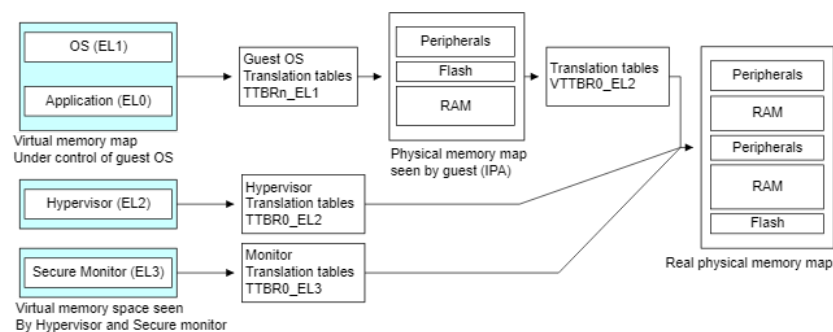 OS (EL1)
Application (EL0)
Virtual memory map
Under control of guest OS
Guest OS
Translation tables
TTBRn_EL1
Peripherals
Flash
RAM
Physical memory map
seen by guest (IPA)
Translation tables
VTTBR0_EL2
Peripherals
RAM
Peripherals
RAM
Flash
Real physical memory map
Hypervisor (EL2)
Hypervisor
Translation tables
TTBR0_EL2
Secure Monitor (EL3)
Monitor
Translation tables
TTBR0_EL3
Virtual memory space seen
By Hypervisor and Secure monitor